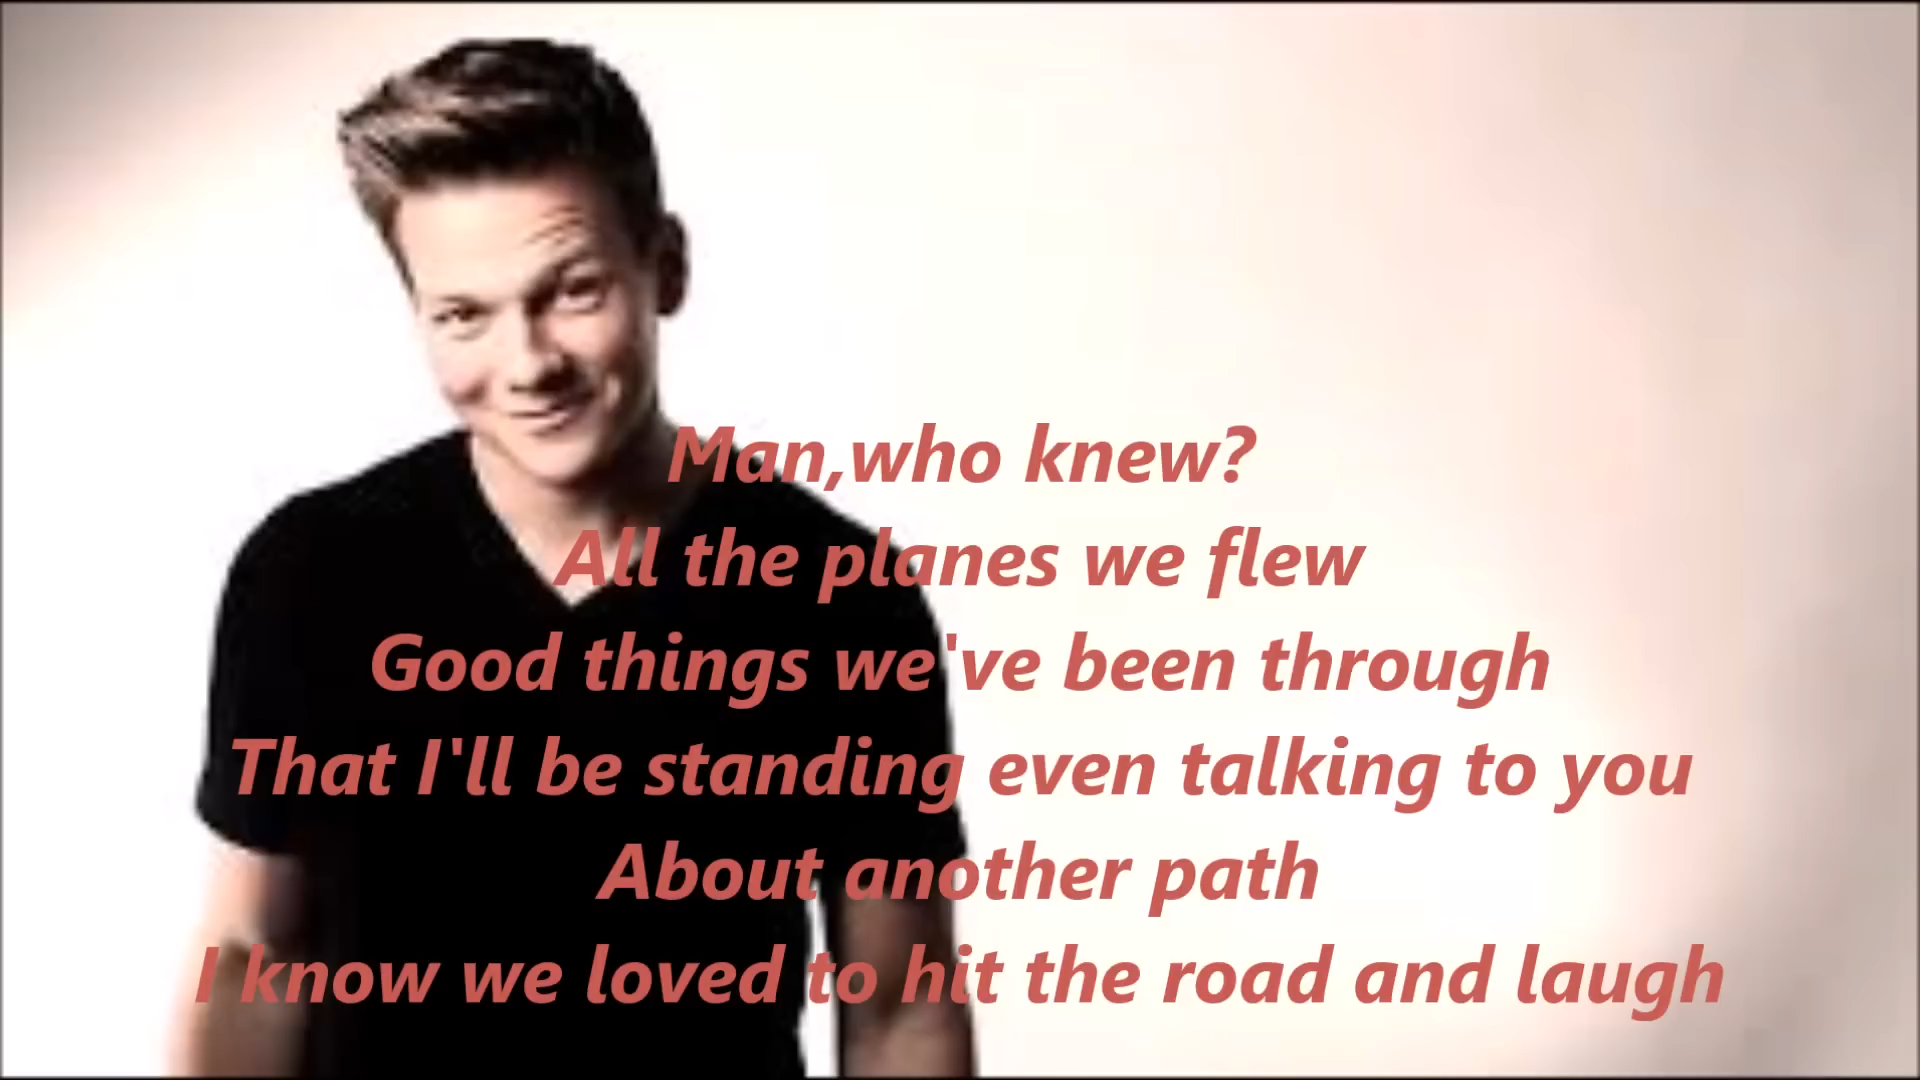 Man,who knew?
All the planes we flew
Good things we've been through
That I'll be standing even talking to you
About another path
I know we loved to hit the road and laugh